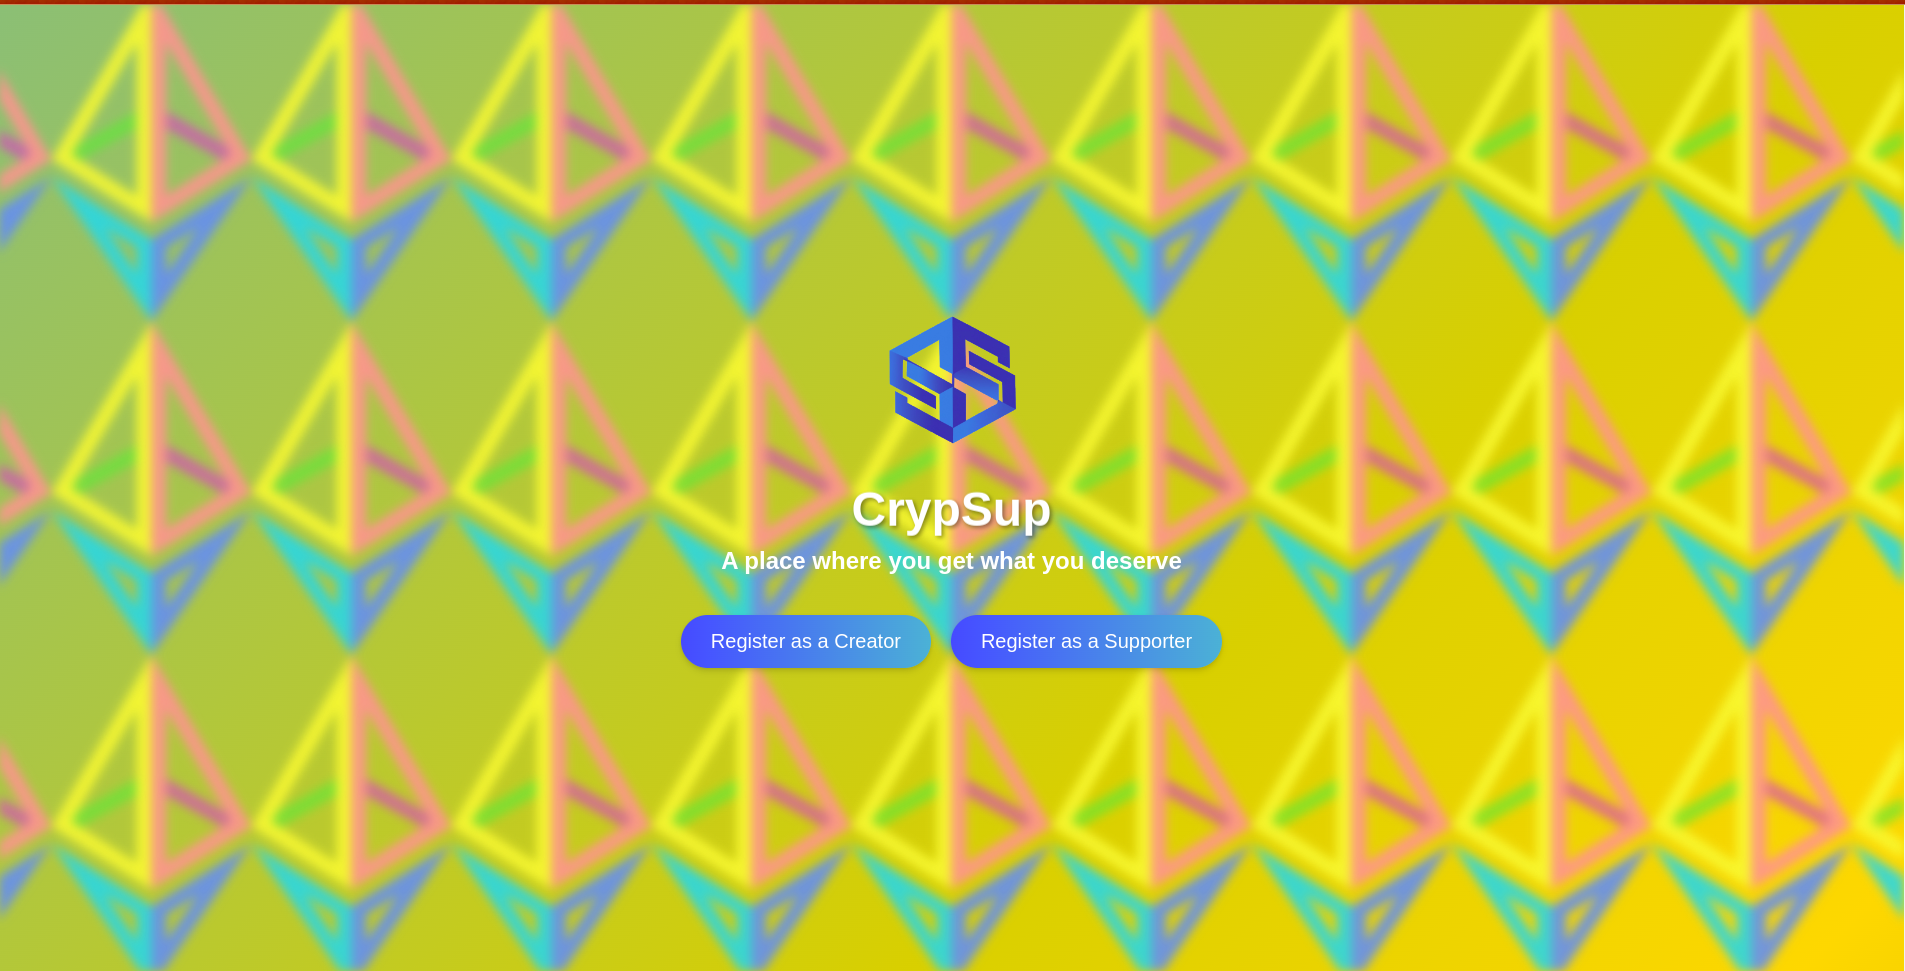 CrypSup
A place where you get what you deserve
Register as a Creator
Register as a Supporter